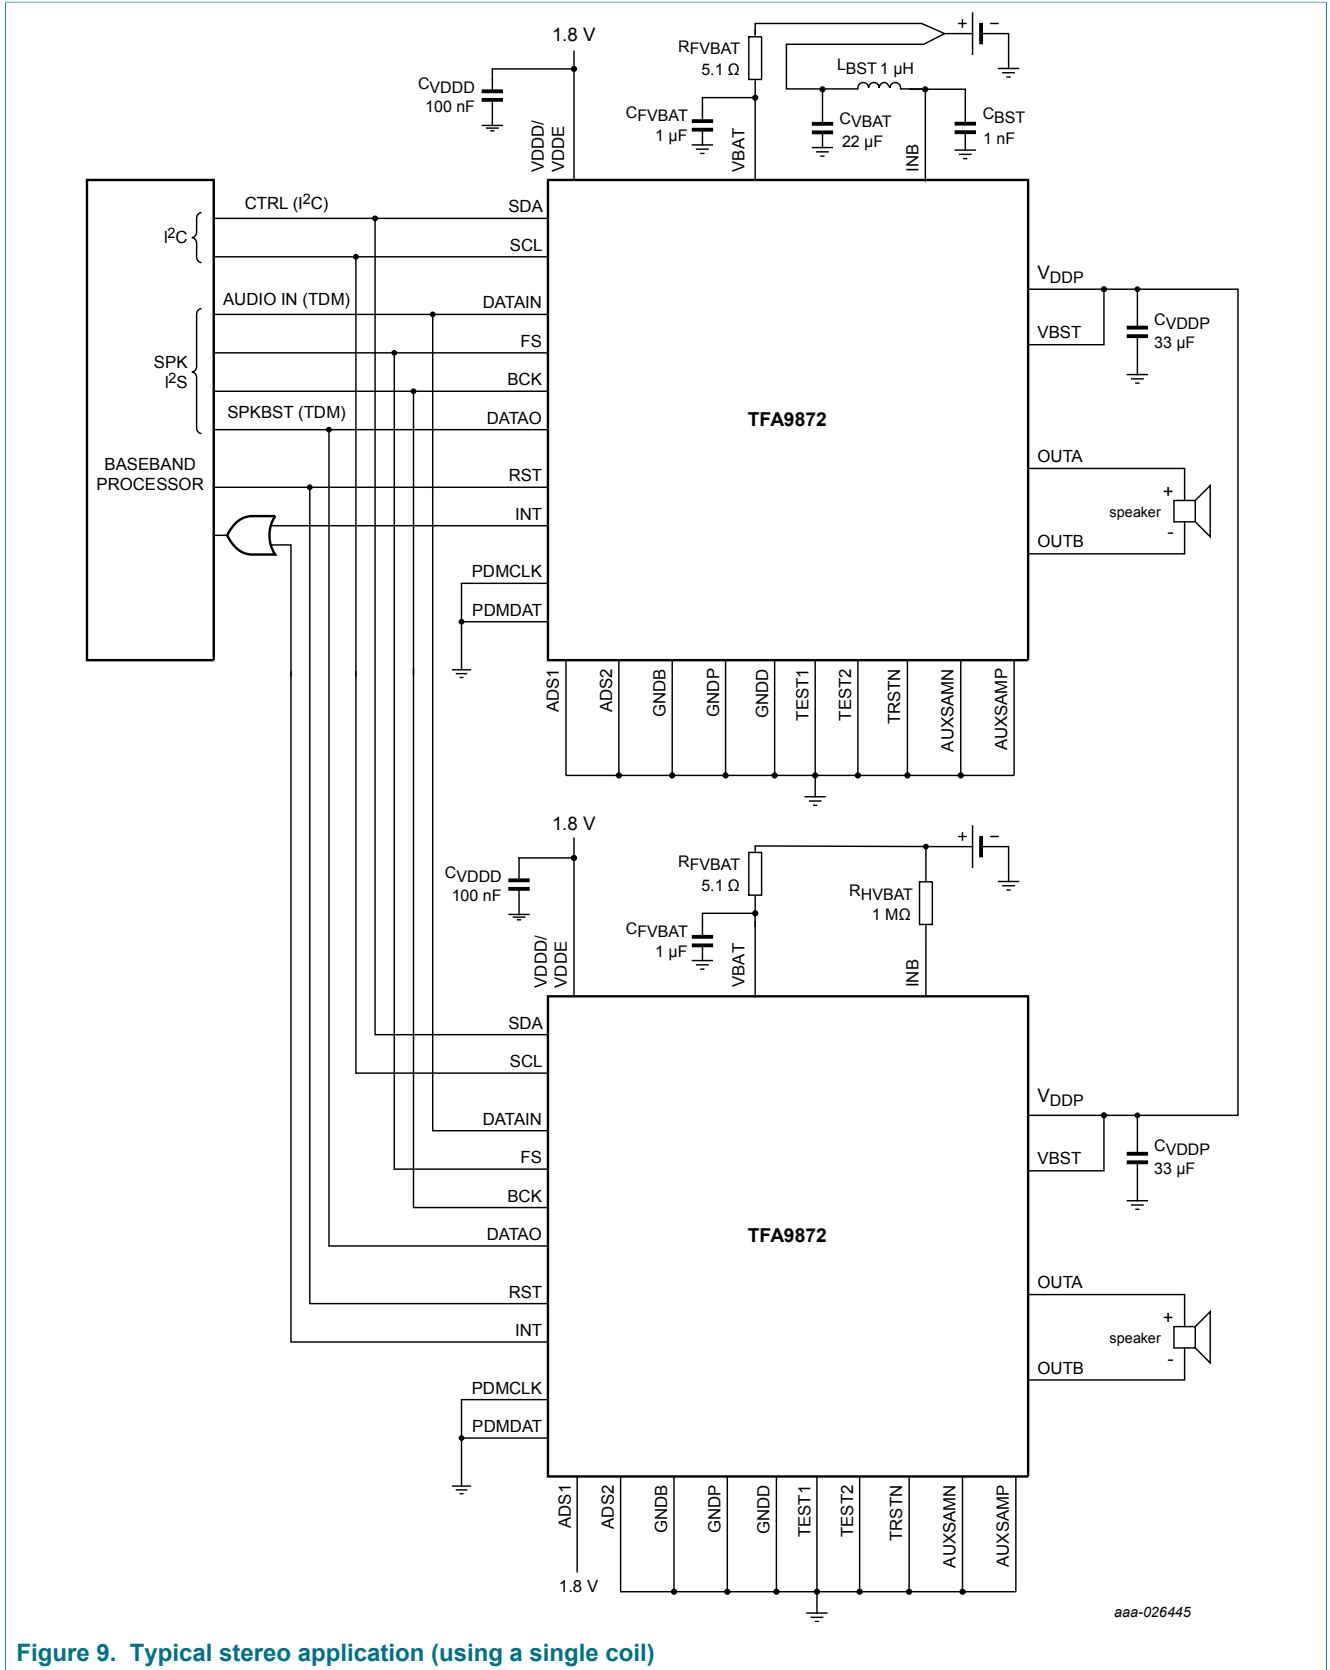 1.8 V
CVDDD
100 nF
VDDD/
VDDE
RFVBAT
5.1 Ω
CFVBAT
1 µF
VBAT
+
−
LBST 1 µH
CVBAT
22 µF
CBST
1 nF
INB
CTRL (I2C)
I2C
AUDIO IN (TDM)
SPK
I2S
SPKBST (TDM)
BASEBAND
PROCESSOR
SDA
SCL
DATAIN
FS
BCK
DATAO
RST
INT
PDMCLK
PDMDAT
TFA9872
VDDP
VBST
CVDDP
33 µF
OUTA
+
speaker
-
OUTB
ADS1
ADS2
GNDB
GNDP
GNDD
TEST1
TEST2
TRSTN
AUXSAMN
AUXSAMP
1.8 V
CVDDD
100 nF
VDDD/
VDDE
RFVBAT
5.1 Ω
CFVBAT
1 µF
VBAT
+
−
RHVBAT
1 MΩ
INB
SDA
SCL
DATAIN
FS
BCK
DATAO
RST
INT
PDMCLK
PDMDAT
TFA9872
VDDP
VBST
CVDDP
33 µF
OUTA
+
speaker
-
OUTB
ADS1
ADS2
GNDB
GNDP
GNDD
TEST1
TEST2
TRSTN
AUXSAMN
AUXSAMP
1.8 V
aaa-026445
Figure 9. Typical stereo application (using a single coil)